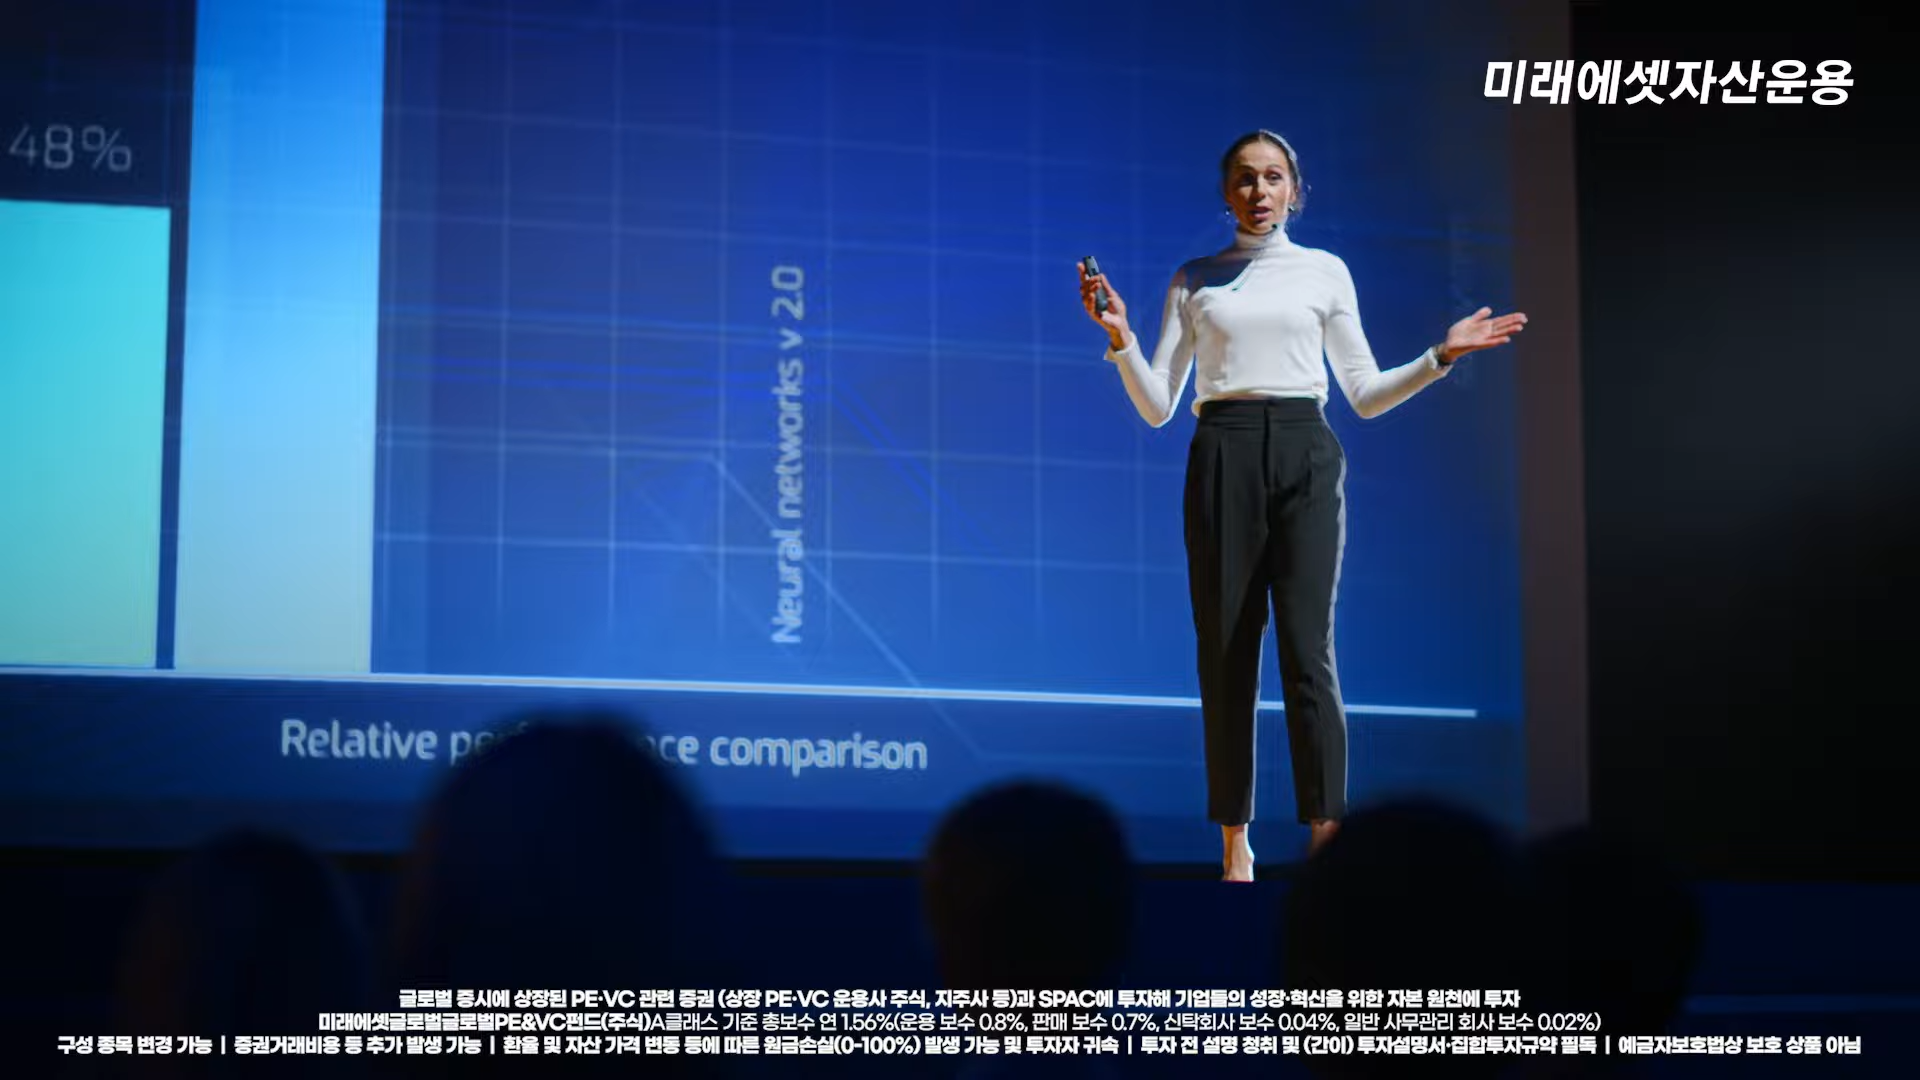 미래에셋자산운용
48%
Neural networks v 2.0
Relative comparison
글로벌 증시에 상장된 PE·VC 관련 증권 (상장 PE·VC 운용사 주식, 지주사 등)과 SPAC에 투자해 기업들의 성장·혁신을 위한 자본 원천에 투자
미래에셋글로벌글로벌PE&VC펀드(주식)A클래스 기준 총보수 연 1.56%(운용 보수 0.8%, 판매 보수 0.7%, 신탁회사 보수 0.04%, 일반 사무관리 회사 보수 0.02%)
구성 종목 변경 가능 | 증권거래비용 등 추가 발생 가능 | 환율 및 자산 가격 변동 등에 따른 원금손실(0-100%) 발생 가능 및 투자자 귀속 | 투자 전 설명 청취 및 (간이) 투자설명서·집합투자규약 필독 | 예금자보호법상 보호 상품 아님